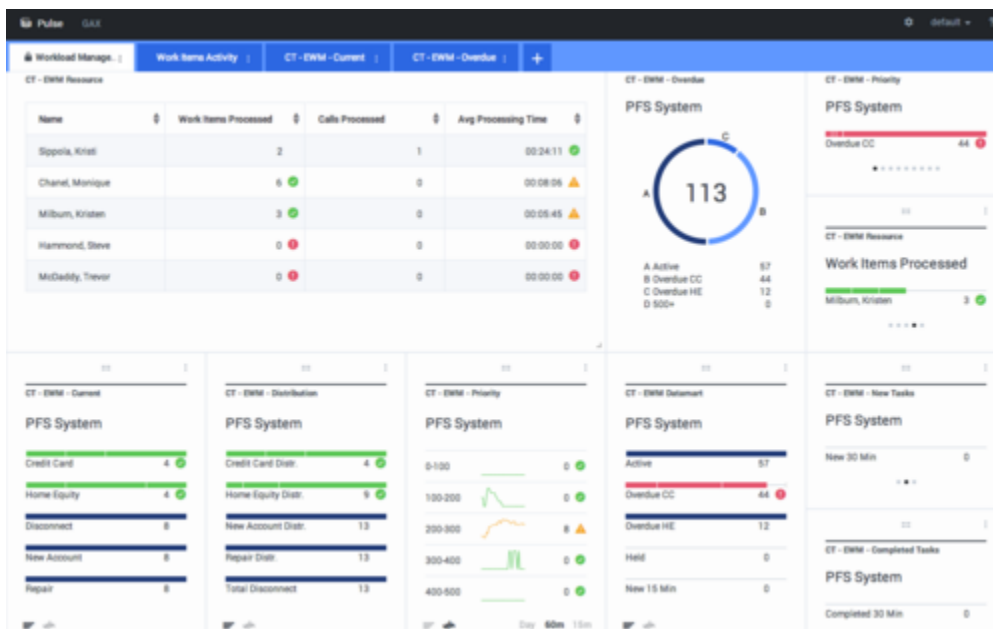 Pulse GAX default
Workload Manage.. Work Items Activity CT - EWM - Current CT - EWM - Overdue +
CT - EWM Resource
Name Work Items Processed Calls Processed Avg Processing Time
Sippola, Kristi 2 1 00:24:11
Chanel, Monique 6 0 00:08:06
Milburn, Kristen 3 0 00:05:45
Hammond, Steve 0 0 00:00:00
McDaddy, Trevor 0 0 00:00:00
CT - EWM - Overdue
PFS System
C
A
113
B
A Active 57
B Overdue CC 44
C Overdue HE 12
D 500+ 0
CT - EWM - Priority
PFS System
Overdue CC 44
CT - EWM Resource
Work Items Processed
Milburn, Kristen 3
CT - EWM - Current
PFS System
Credit Card 4
Home Equity 4
Disconnect 8
New Account 8
Repair 8
CT - EWM - Distribution
PFS System
Credit Card Distr. 4
Home Equity Distr. 9
New Account Distr. 13
Repair Distr. 13
Total Disconnect 13
CT - EWM - Priority
PFS System
0-100 0
100-200 0
200-300 8
300-400 0
400-500 0
Day 60m 15m
CT - EWM Datamart
PFS System
Active 57
Overdue CC 44
Overdue HE 12
Held 0
New 15 Min 0
CT - EWM - New Tasks
PFS System
New 30 Min 0
CT - EWM - Completed Tasks
PFS System
Completed 30 Min 0